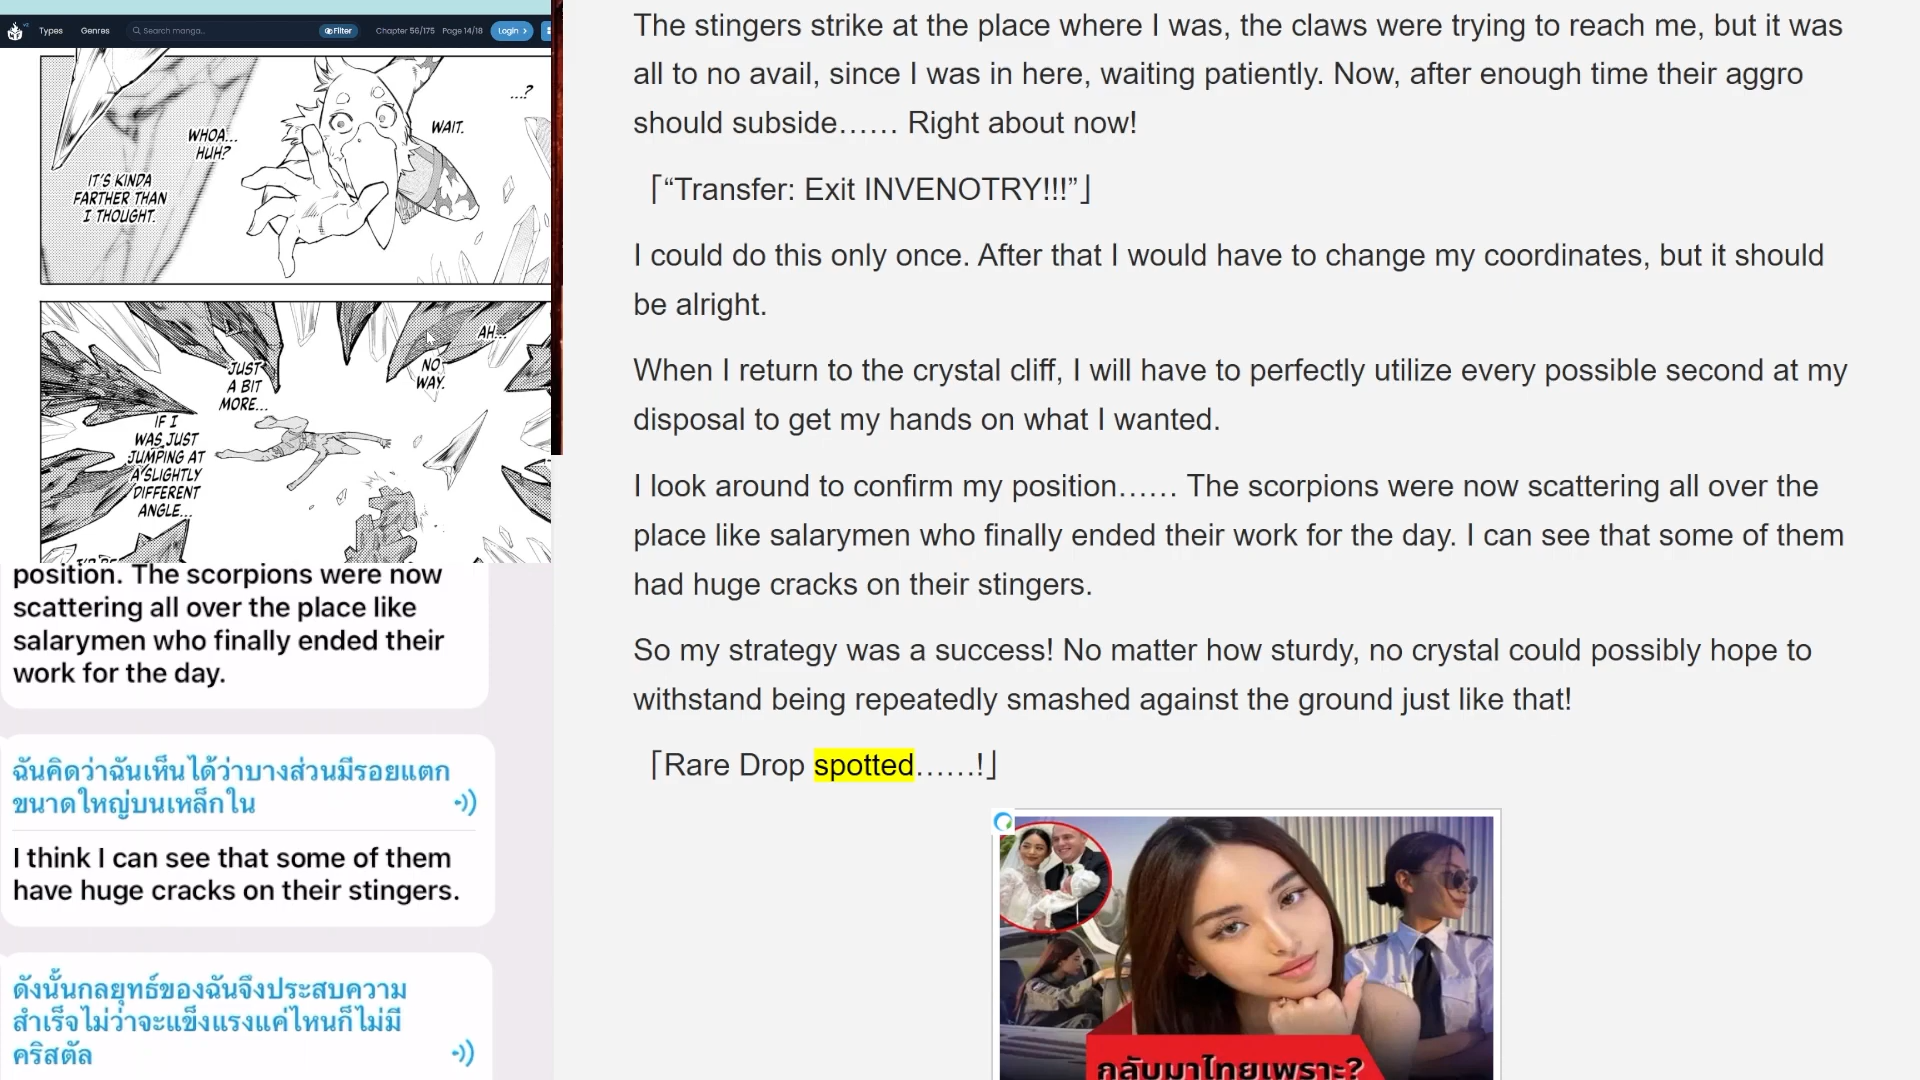 Types
Genres
Search manga...
Filter
Chapter 56/175
Page 14/18
Login >
...?
WAIT.
WHOA...
HUH?
IT'S KINDA
FARTHER THAN
I THOUGHT.
AH...
NO
WAY.
JUST
A BIT
MORE...
IF I
WAS JUST
JUMPING AT
A SLIGHTLY
DIFFERENT
ANGLE...
position. The scorpions were now
scattering all over the place like
salarymen who finally ended their
work for the day.
ฉันคิดว่าฉันเห็นได้ว่าบางส่วนมีรอยแตก
ขนาดใหญ่บนเหล็กใน
I think I can see that some of them
have huge cracks on their stingers.
ดังนั้นกลยุทธ์ของฉันจึงประสบความ
สำเร็จไม่ว่าจะแข็งแรงแค่ไหนก็ไม่มี
คริสตัล
The stingers strike at the place where I was, the claws were trying to reach me, but it was
all to no avail, since I was in here, waiting patiently. Now, after enough time their aggro
should subside…… Right about now!
「“Transfer: Exit INVENOTRY!!!”」
I could do this only once. After that I would have to change my coordinates, but it should
be alright.
When I return to the crystal cliff, I will have to perfectly utilize every possible second at my
disposal to get my hands on what I wanted.
I look around to confirm my position…… The scorpions were now scattering all over the
place like salarymen who finally ended their work for the day. I can see that some of them
had huge cracks on their stingers.
So my strategy was a success! No matter how sturdy, no crystal could possibly hope to
withstand being repeatedly smashed against the ground just like that!
「Rare Drop spotted……!」
กลับมาไทยเพราะ?